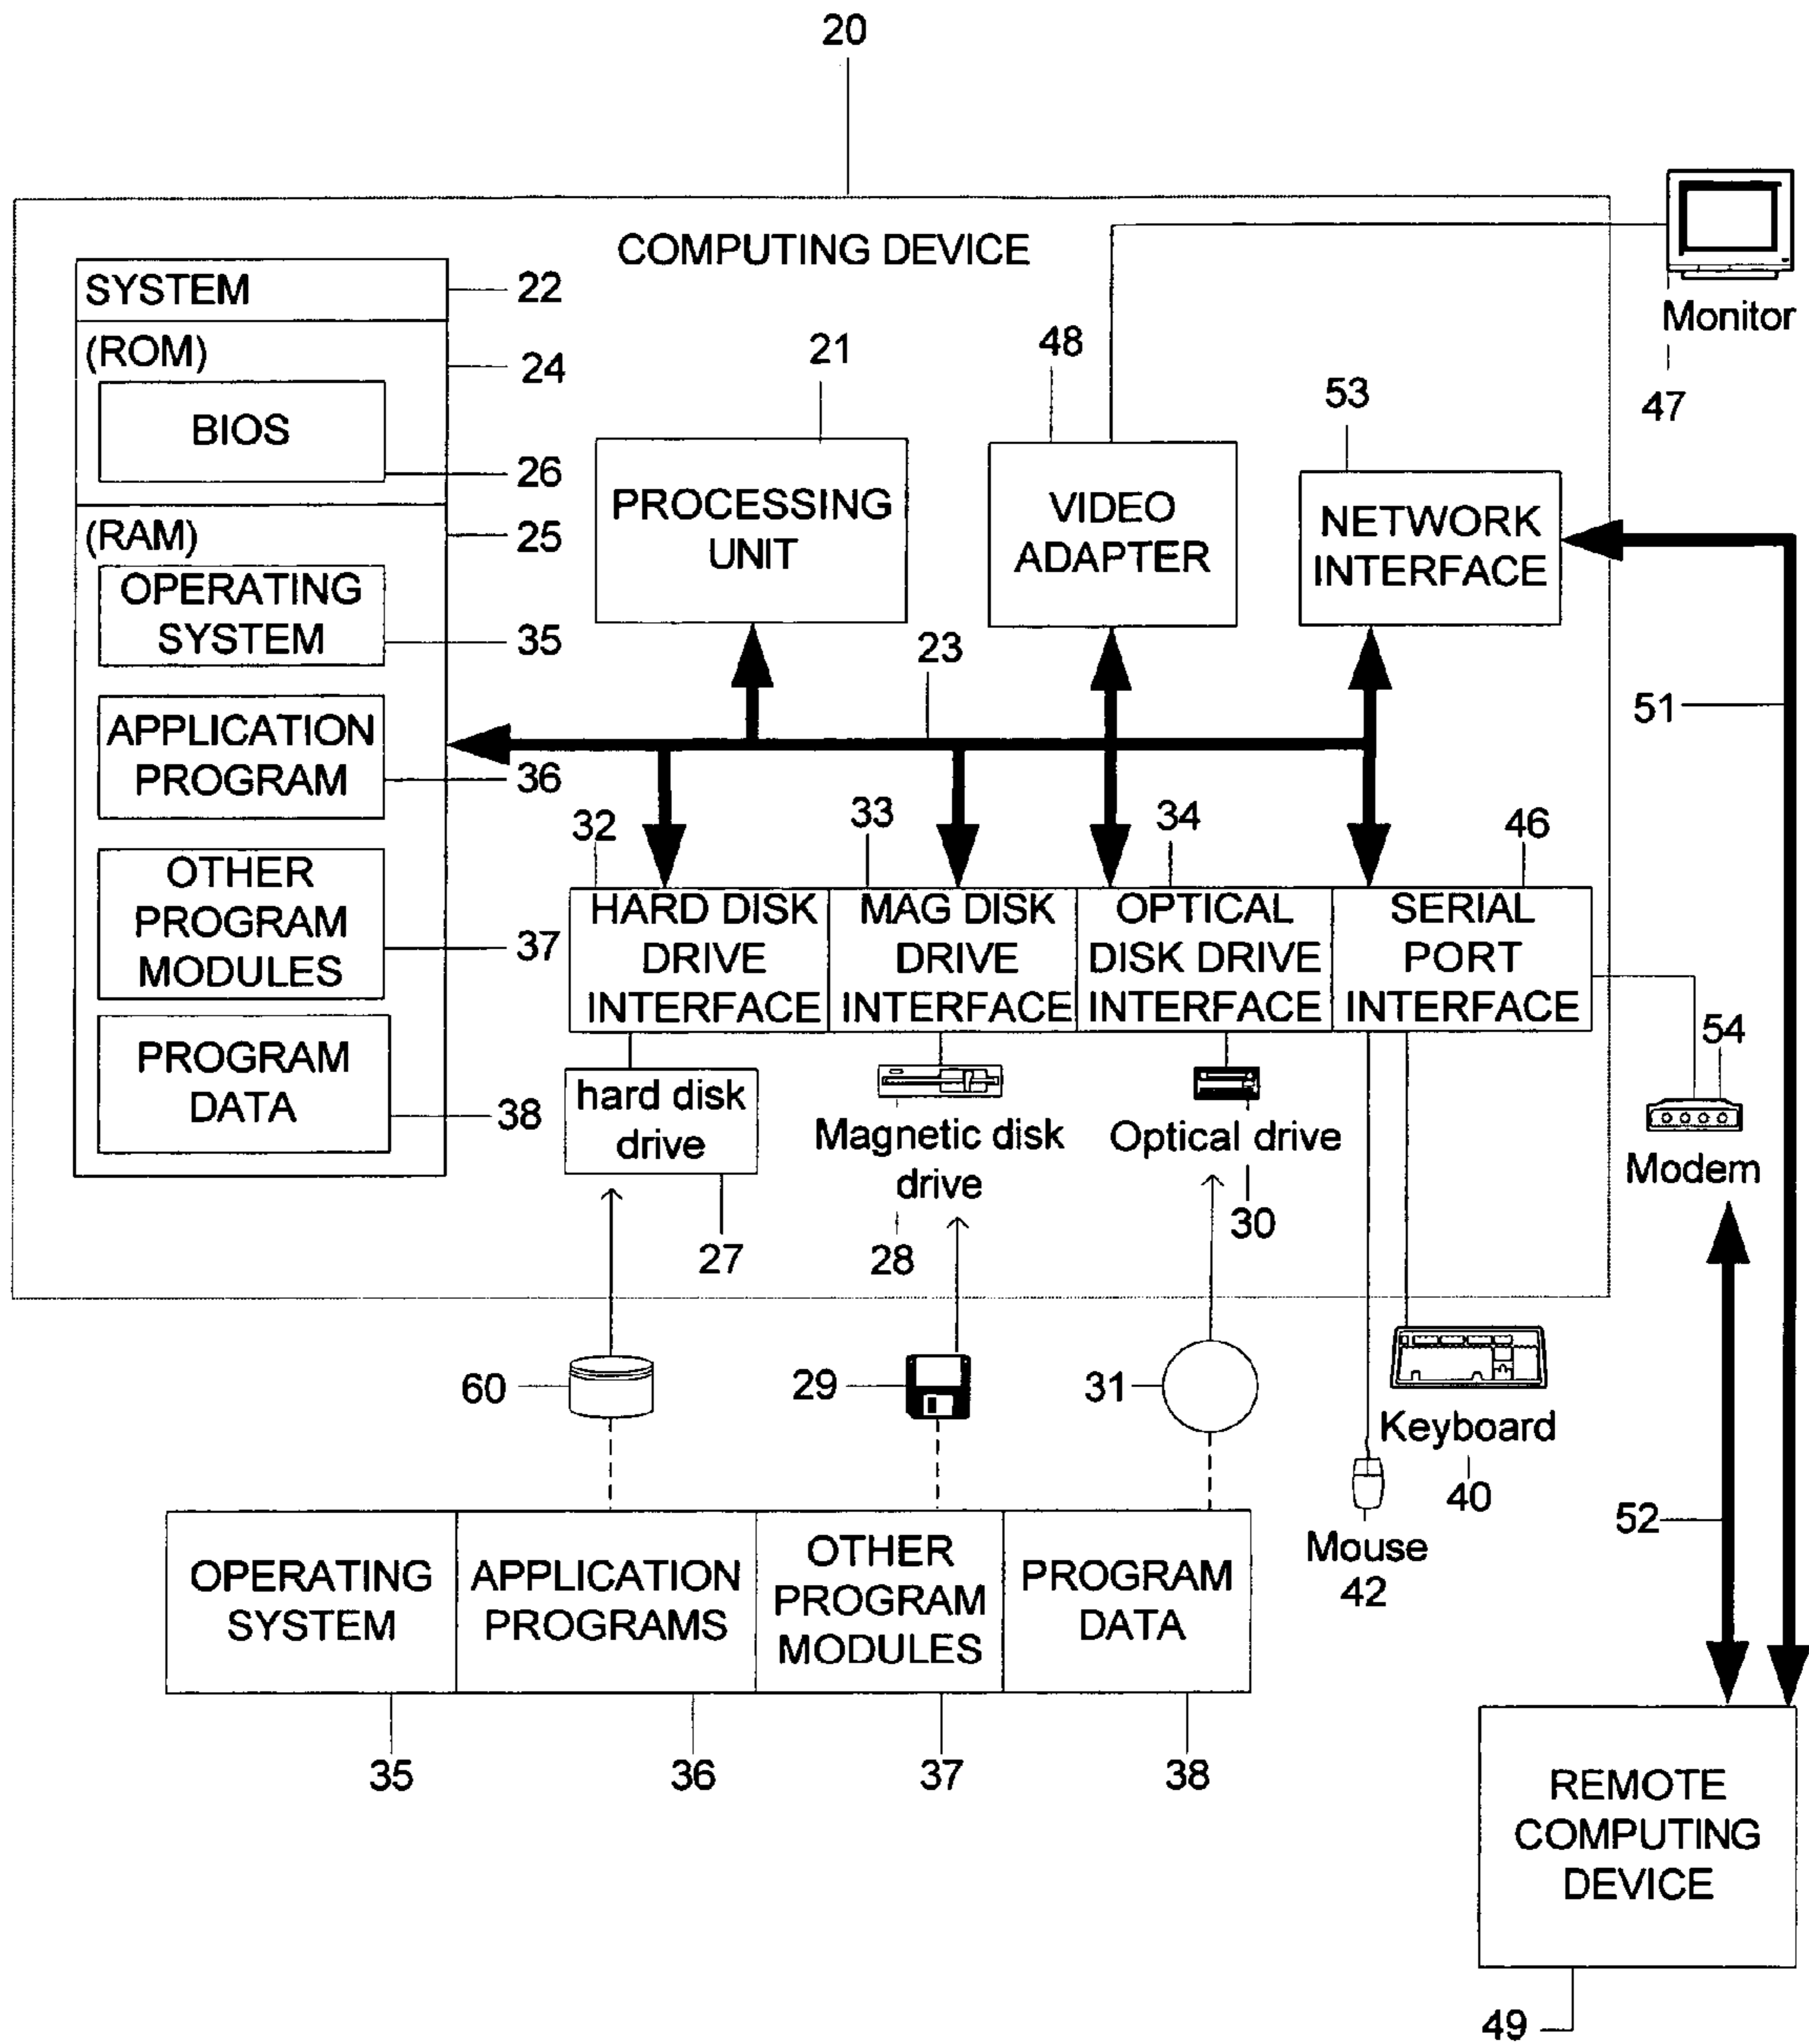 20
COMPUTING DEVICE
SYSTEM
22
(ROM)
24
BIOS
26
(RAM)
25
OPERATING
SYSTEM
35
APPLICATION
PROGRAM
36
OTHER
PROGRAM
MODULES
37
PROGRAM
DATA
38
21
PROCESSING
UNIT
48
VIDEO
ADAPTER
53
NETWORK
INTERFACE
Monitor
47
23
51
32
HARD DISK
DRIVE
INTERFACE
33
MAG DISK
DRIVE
INTERFACE
34
OPTICAL
DISK DRIVE
INTERFACE
46
SERIAL
PORT
INTERFACE
hard disk
drive
27
Magnetic disk
drive
28
Optical drive
30
54
Modem
60
29
31
Keyboard
40
Mouse
42
52
OPERATING
SYSTEM
35
APPLICATION
PROGRAMS
36
OTHER
PROGRAM
MODULES
37
PROGRAM
DATA
38
REMOTE
COMPUTING
DEVICE
49